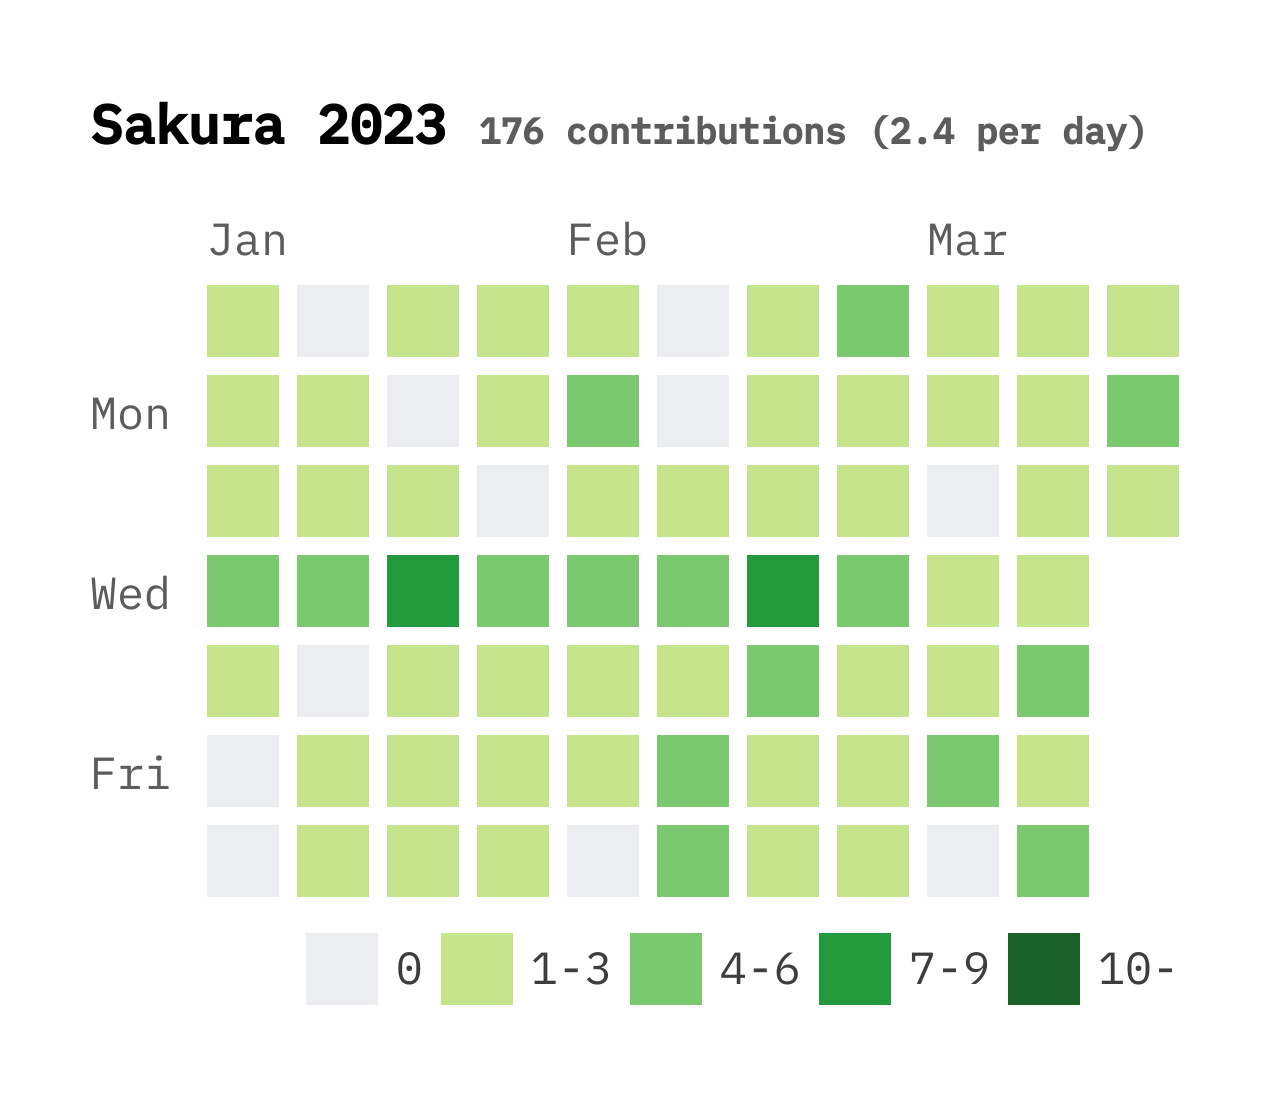 Sakura 2023 176 contributions (2.4 per day)
Jan Feb Mar
Mon
Wed
Fri
0 1-3 4-6 7-9 10-